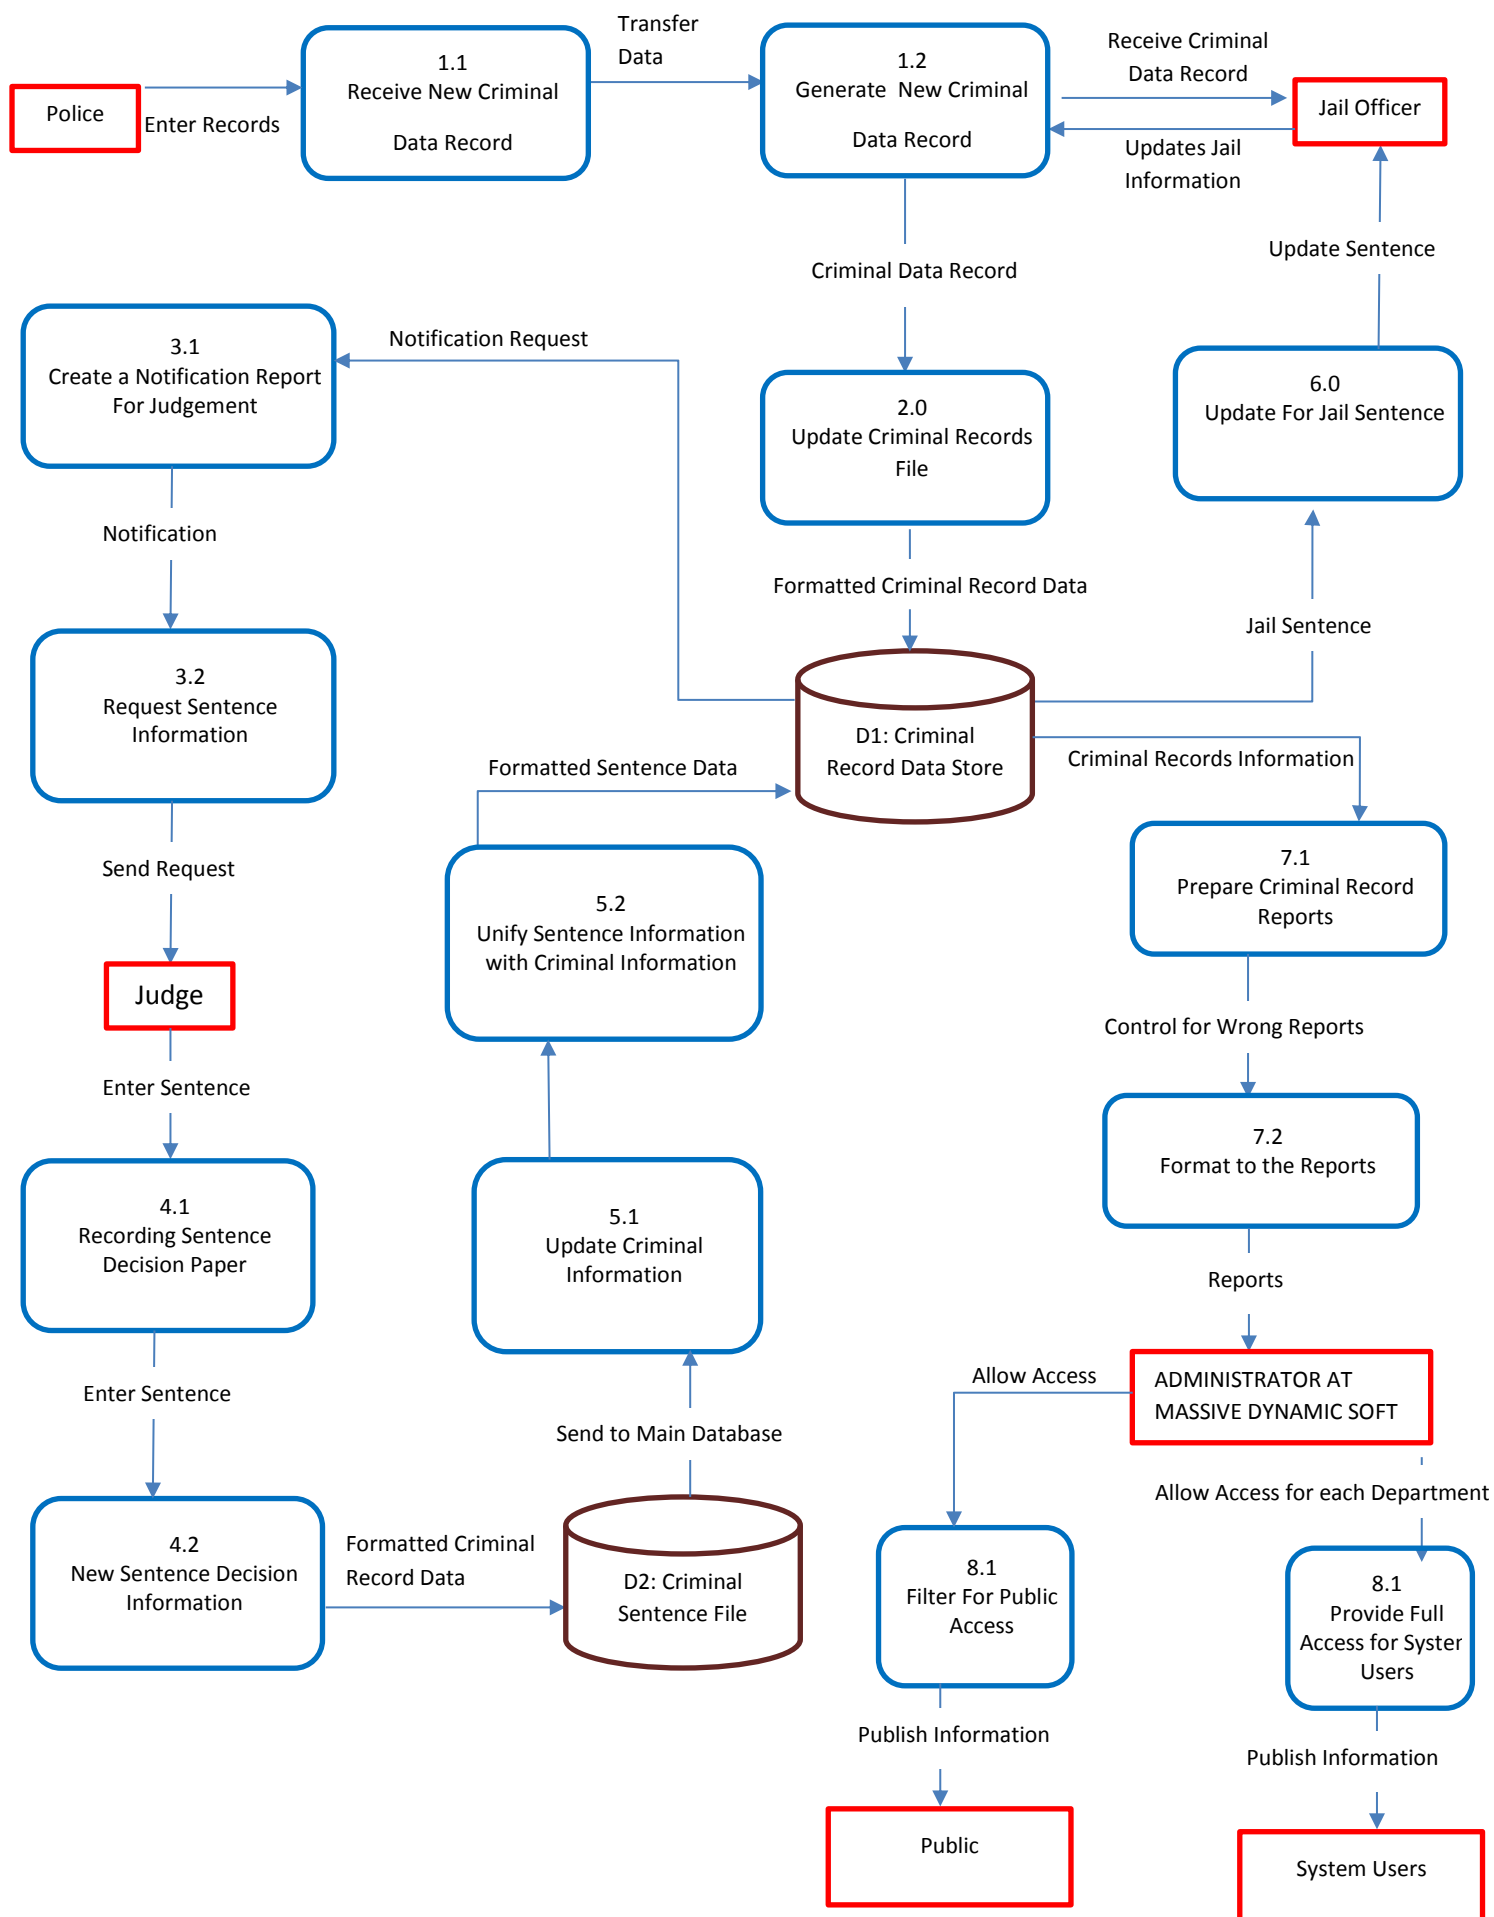 Transfer
Data
1.1
Receive New Criminal
Data Record
1.2
Generate New Criminal
Data Record
Receive Criminal
Data Record
Police
Enter Records
Jail Officer
Updates Jail
Information
Update Sentence
Criminal Data Record
Notification Request
3.1
Create a Notification Report
For Judgement
2.0
Update Criminal Records
File
6.0
Update For Jail Sentence
Notification
Formatted Criminal Record Data
Jail Sentence
3.2
Request Sentence
Information
D1: Criminal
Record Data Store
Criminal Records Information
Formatted Sentence Data
Send Request
7.1
Prepare Criminal Record
Reports
5.2
Unify Sentence Information
with Criminal Information
Judge
Control for Wrong Reports
Enter Sentence
7.2
Format to the Reports
4.1
Recording Sentence
Decision Paper
5.1
Update Criminal
Information
Reports
Allow Access
ADMINISTRATOR AT
MASSIVE DYNAMIC SOFT
Enter Sentence
Send to Main Database
Allow Access for each Department
4.2
New Sentence Decision
Information
Formatted Criminal
Record Data
D2: Criminal
Sentence File
8.1
Filter For Public
Access
8.1
Provide Full
Access for Syster
Users
Publish Information
Publish Information
Public
System Users